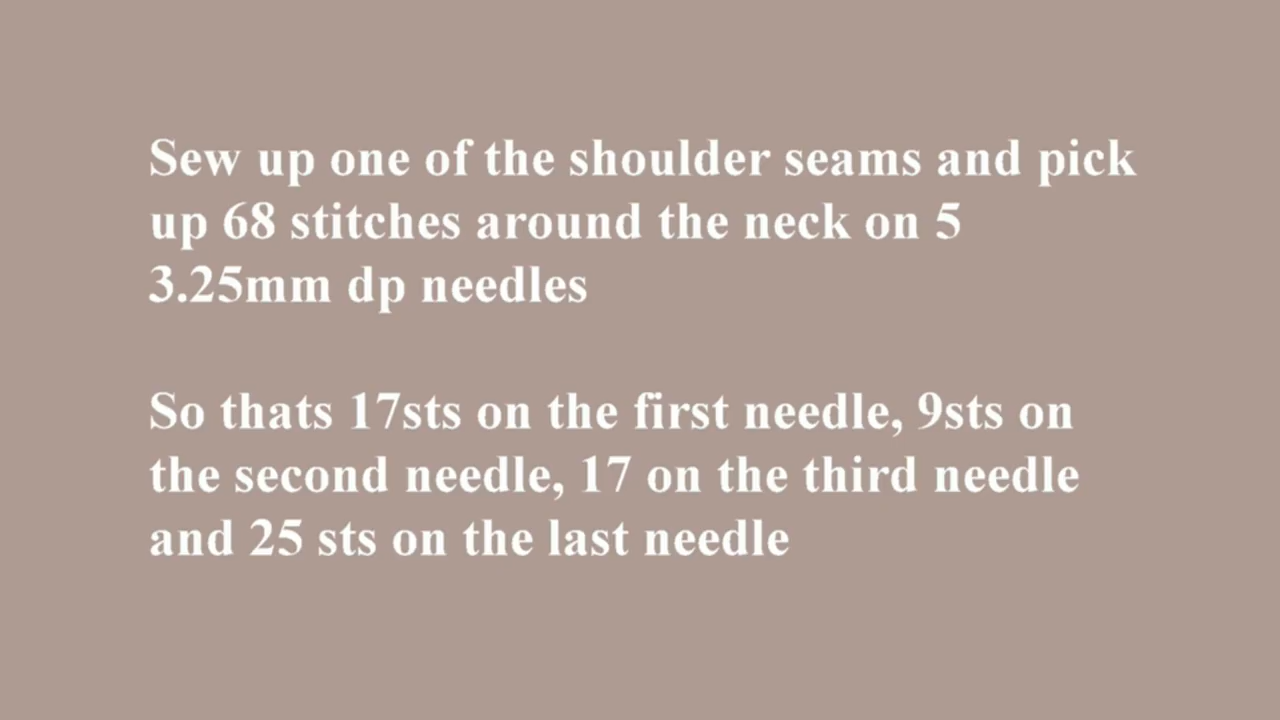 Sew up one of the shoulder seams and pick
up 68 stitches around the neck on 5
3.25mm dp needles
So thats 17sts on the first needle, 9sts on
the second needle, 17 on the third needle
and 25 sts on the last needle